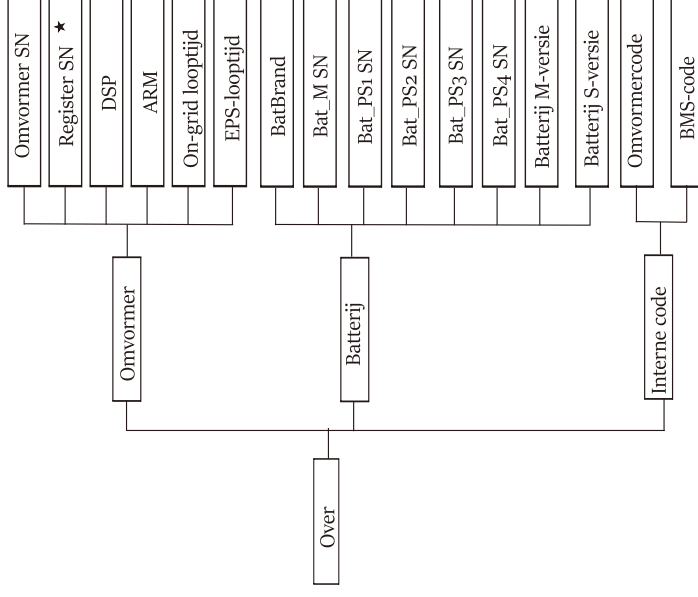 Omvormer SN
Register SN ★
DSP
ARM
On-grid looptijd
EPS-looptijd
BatBrand
Bat_M SN
Bat_PS1 SN
Bat_PS2 SN
Bat_PS3 SN
Bat_PS4 SN
Batterij M-versie
Batterij S-versie
Omvormercode
BMS-code
Omvormer
Batterij
Interne code
Over